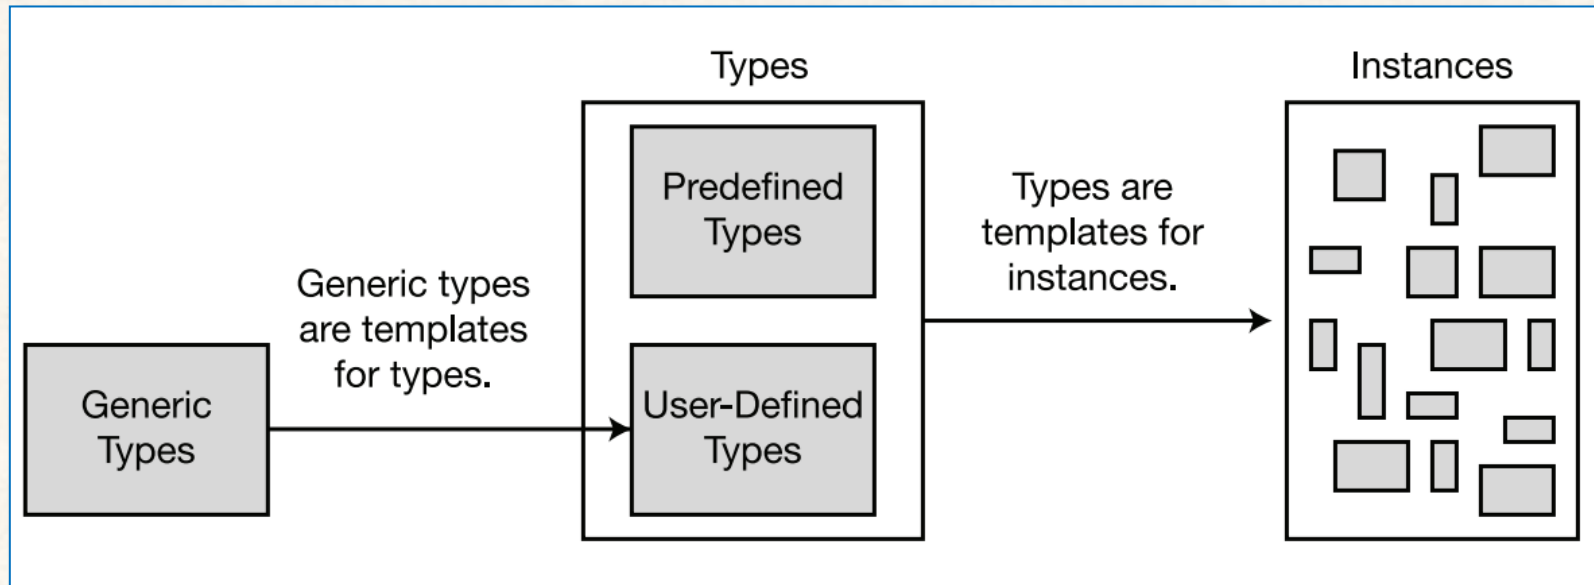 Types
Instances
Predefined
Types
Types are
templates for
instances.
Generic types
are templates
for types.
Generic
Types
User-Defined
Types